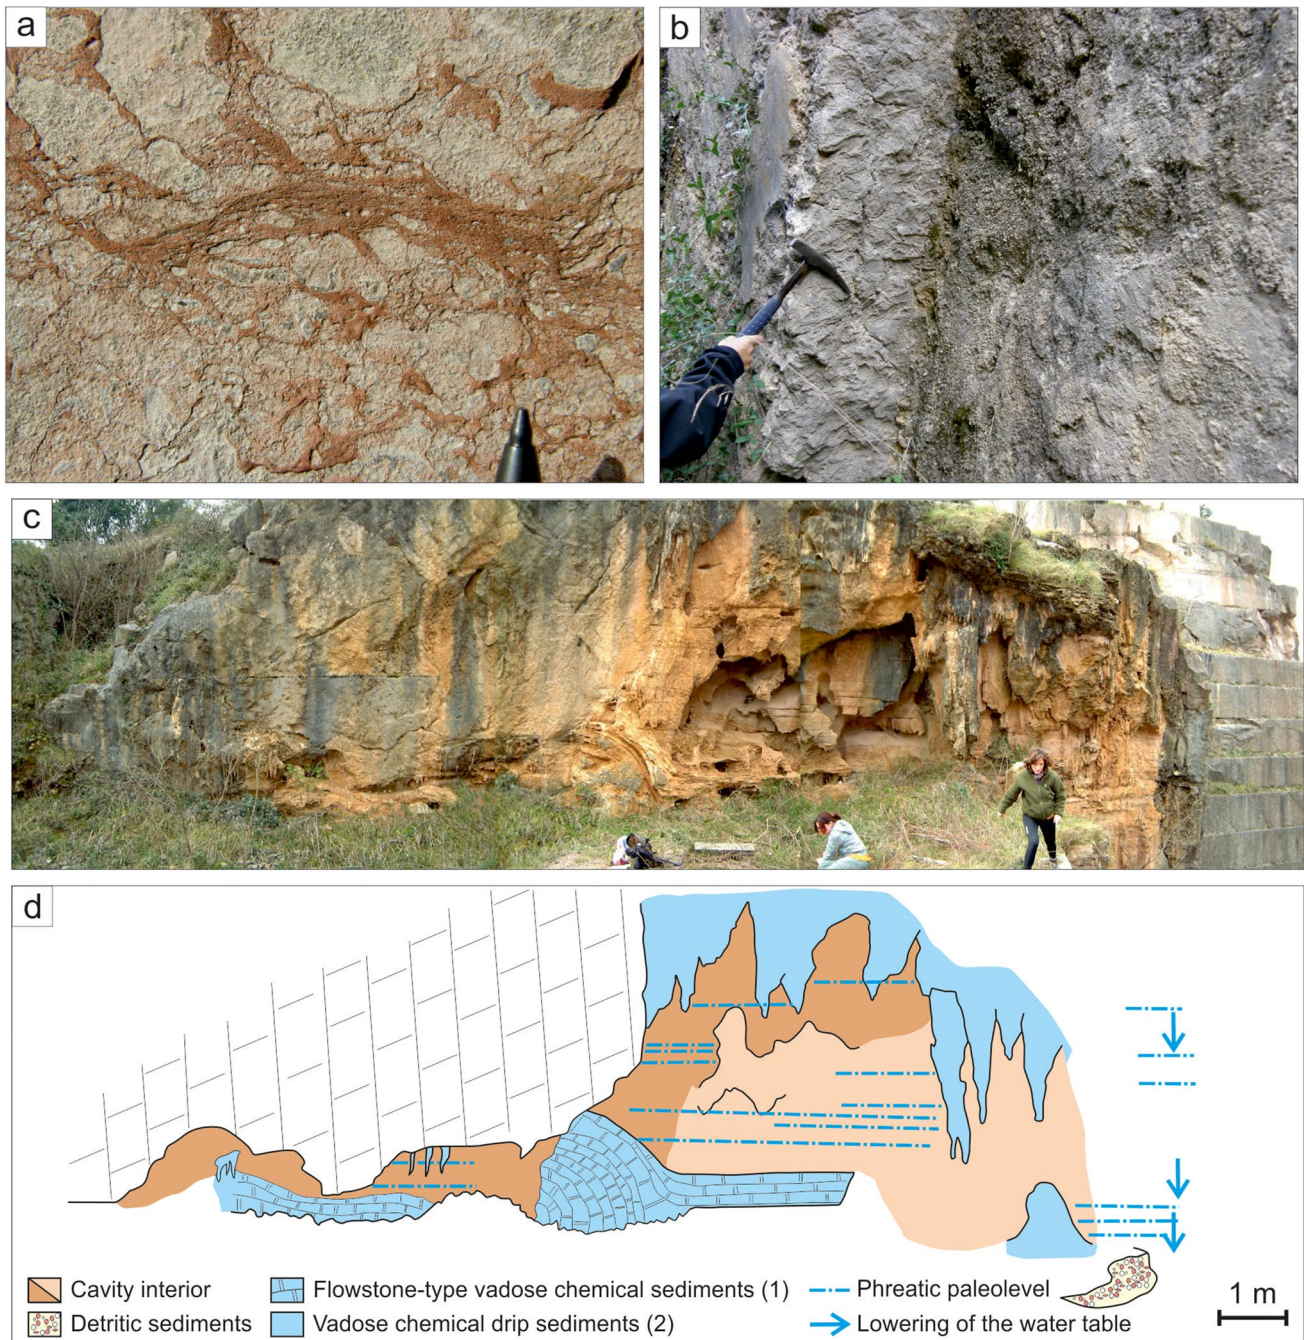 a
b
c
d
Cavity interior
Flowstone-type vadose chemical sediments (1)
Phreatic paleolevel
1 m
Detritic sediments
Vadose chemical drip sediments (2)
Lowering of the water table